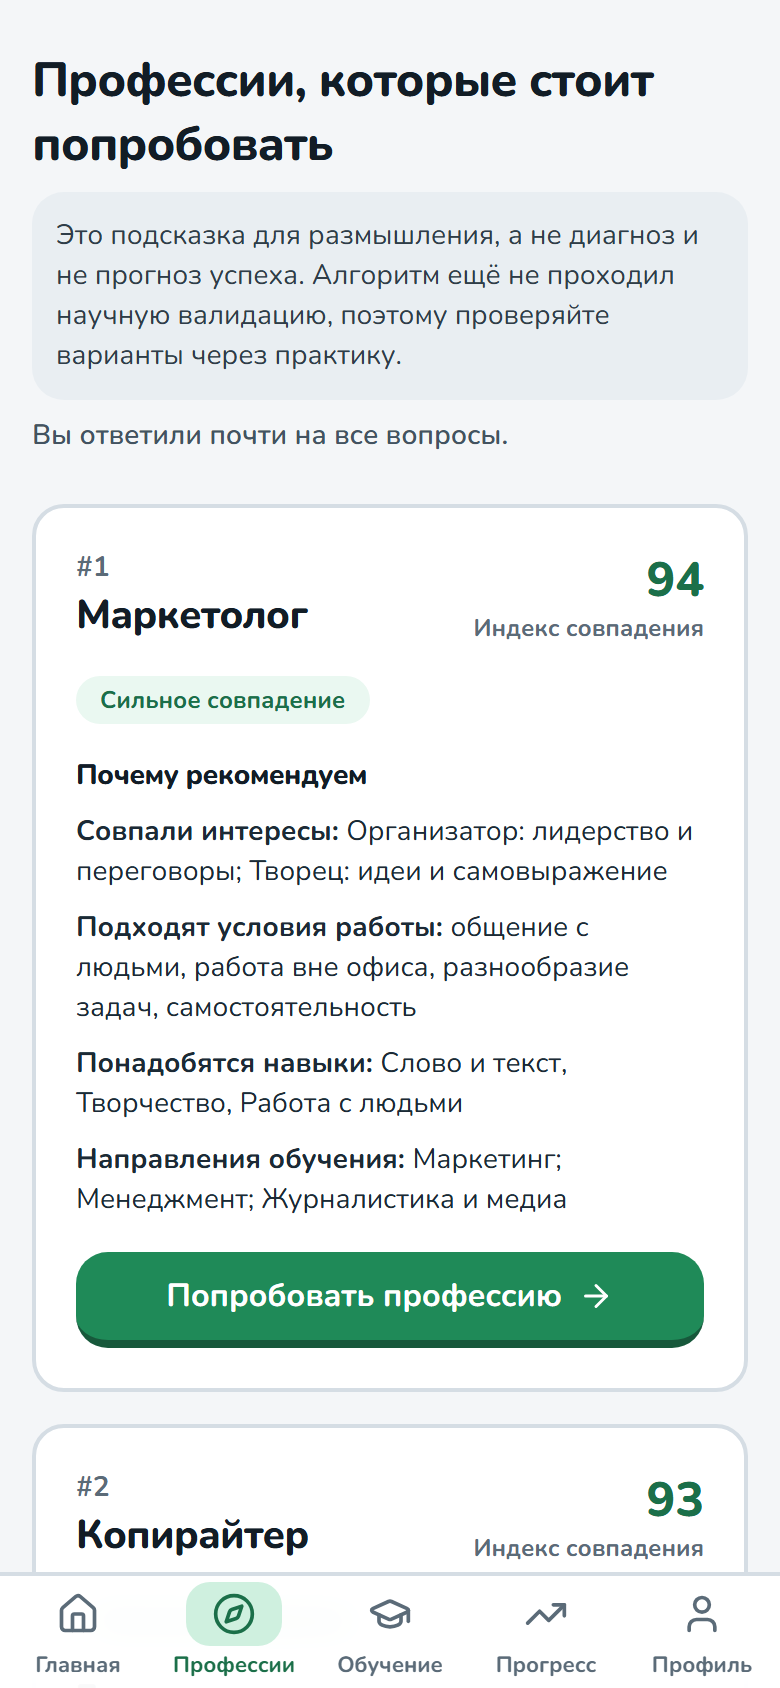 Профессии, которые стоит
попробовать
Это подсказка для размышления, а не диагноз и
не прогноз успеха. Алгоритм ещё не проходил
научную валидацию, поэтому проверяйте
варианты через практику.
Вы ответили почти на все вопросы.
#1
Маркетолог
94
Индекс совпадения
Сильное совпадение
Почему рекомендуем
Совпали интересы: Организатор: лидерство и
переговоры; Творец: идеи и самовыражение
Подходят условия работы: общение с
людьми, работа вне офиса, разнообразие
задач, самостоятельность
Понадобятся навыки: Слово и текст,
Творчество, Работа с людьми
Направления обучения: Маркетинг;
Менеджмент; Журналистика и медиа
Попробовать профессию →
#2
Копирайтер
93
Индекс совпадения
Главная
Профессии
Обучение
Прогресс
Профиль